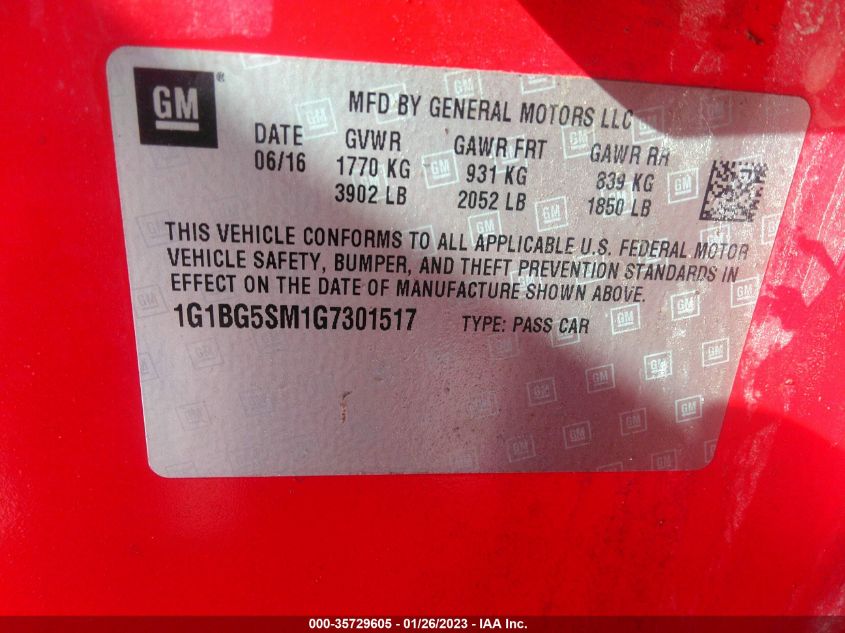 GM ®
MFD BY GENERAL MOTORS LLC
DATE GVWR GAWR FRT GAWR RR
06/16 1770 KG 931 KG 839 KG
3902 LB 2052 LB 1850 LB
THIS VEHICLE CONFORMS TO ALL APPLICABLE U.S. FEDERAL MOTOR
VEHICLE SAFETY, BUMPER, AND THEFT PREVENTION STANDARDS IN
EFFECT ON THE DATE OF MANUFACTURE SHOWN ABOVE.
1G1BG5SM1G7301517 TYPE: PASS CAR
000-35729605 - 01/26/2023 - IAA Inc.